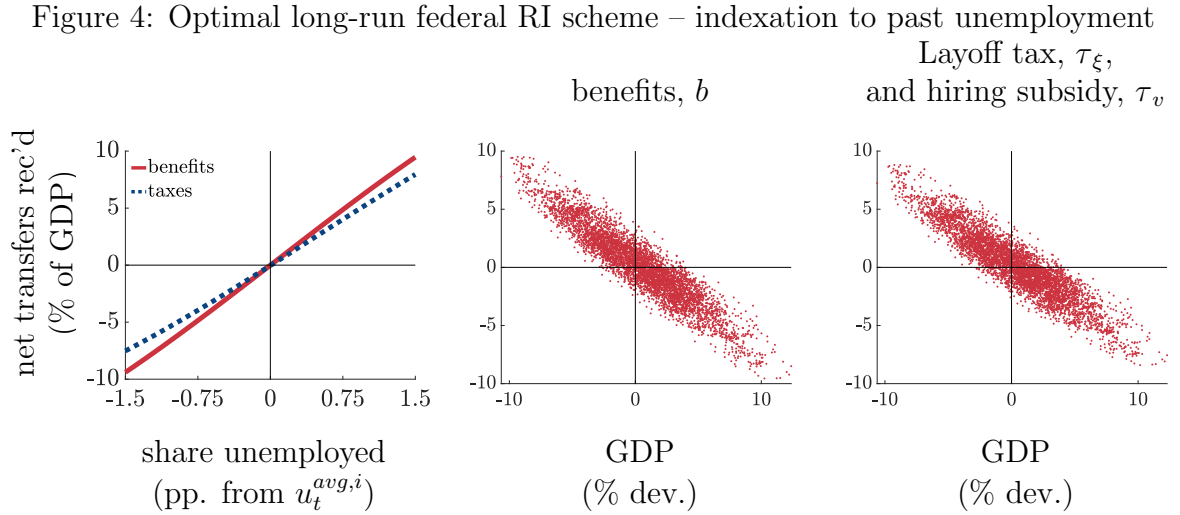 Figure 4: Optimal long-run federal RI scheme – indexation to past unemployment
benefits, b
Layoff tax, τ_ξ,
and hiring subsidy, τ_v
net transfers rec'd
(% of GDP)
10
5
0
-5
-10
benefits
taxes
-1.5 -0.75 0 0.75 1.5
share unemployed
(pp. from u_t^{avg,i})
10
5
0
-5
-10
-10 0 10
GDP
(% dev.)
10
5
0
-5
-10
-10 0 10
GDP
(% dev.)